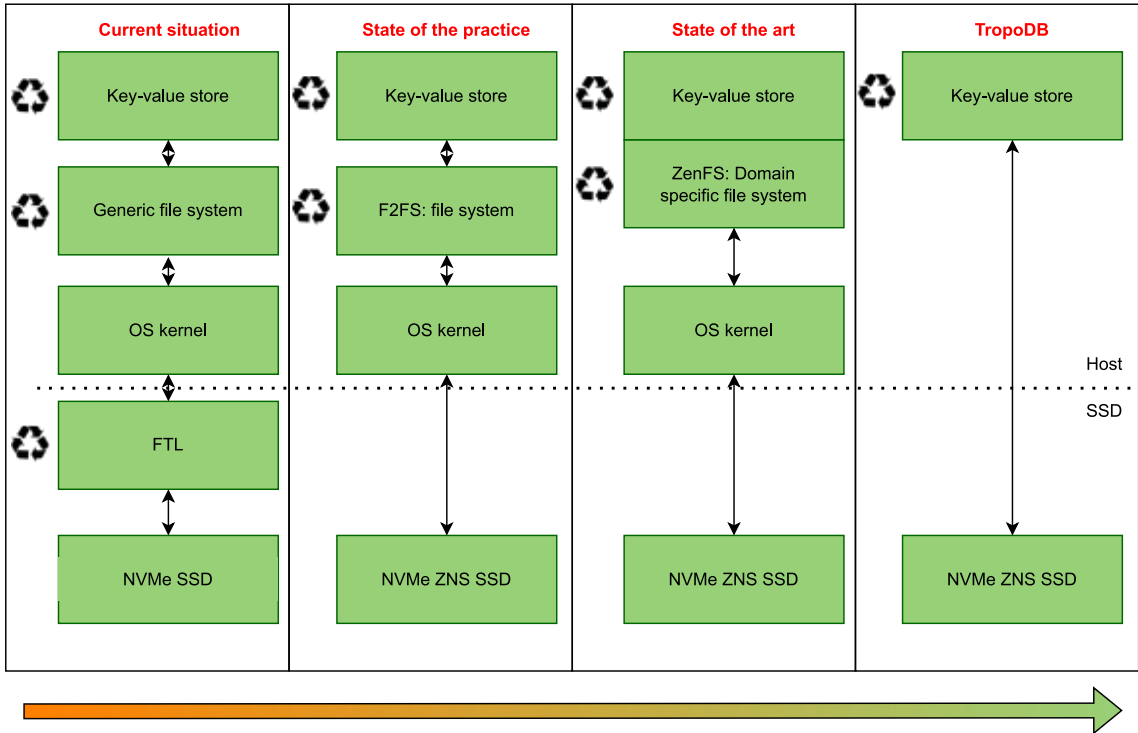 Current situation
Key-value store
Generic file system
OS kernel
FTL
NVMe SSD
State of the practice
Key-value store
F2FS: file system
OS kernel
NVMe ZNS SSD
State of the art
Key-value store
ZenFS: Domain
specific file system
OS kernel
NVMe ZNS SSD
TropoDB
Key-value store
Host
SSD
NVMe ZNS SSD